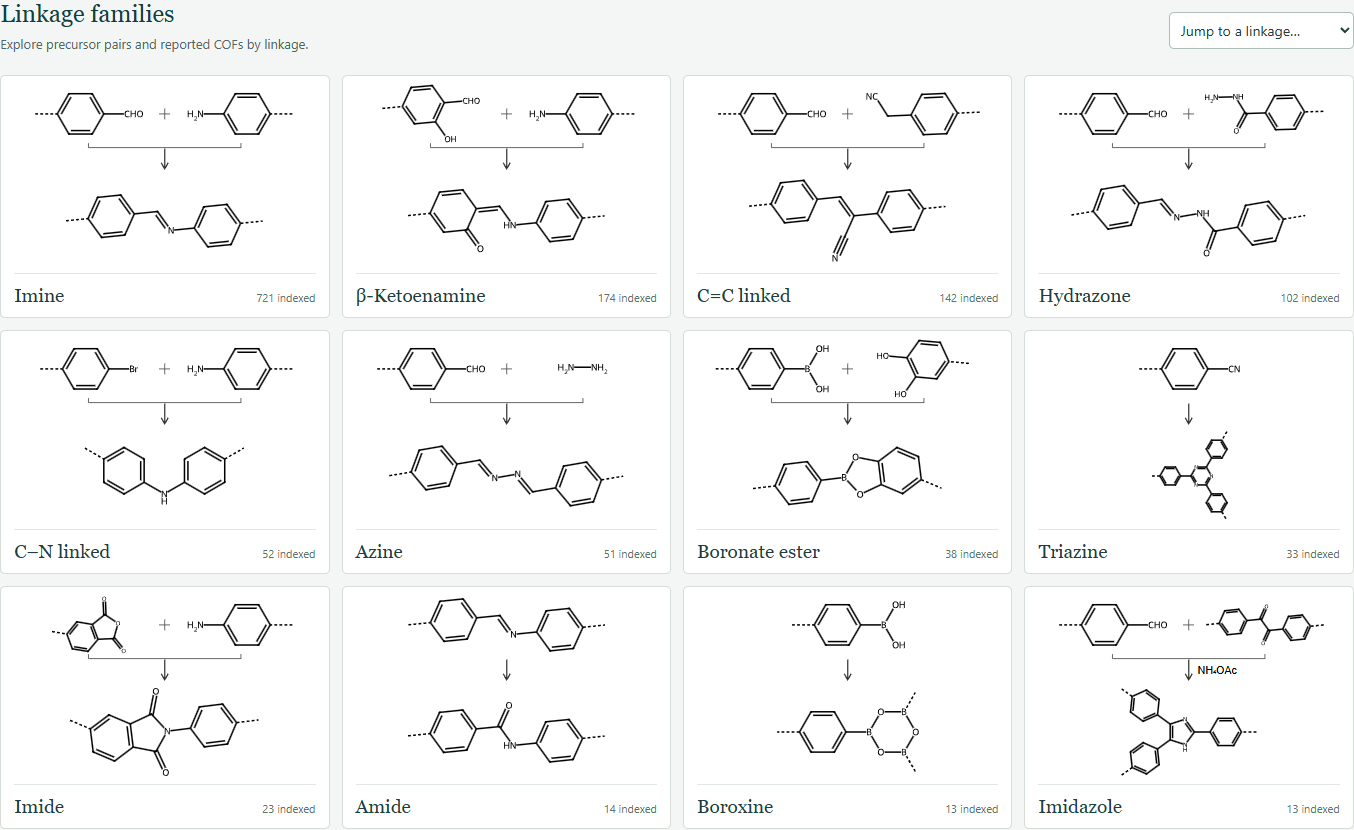 Linkage families
Explore precursor pairs and reported COFs by linkage.
Jump to a linkage...
CHO + H₂N
N
Imine 721 indexed
CHO OH + H₂N
HN O
β-Ketoenamine 174 indexed
CHO + NC
N
C=C linked 142 indexed
CHO + H₂N NH O
N NH O
Hydrazone 102 indexed
Br + H₂N
N H
C–N linked 52 indexed
CHO + H₂N NH₂
N N
Azine 51 indexed
B OH OH + HO HO
B O O
Boronate ester 38 indexed
CN
N N N
Triazine 33 indexed
O O O + H₂N
O N O
Imide 23 indexed
N
O HN
Amide 14 indexed
OH B OH
O B B O O B
Boroxine 13 indexed
CHO + O O
NH₄OAc
N N H
Imidazole 13 indexed